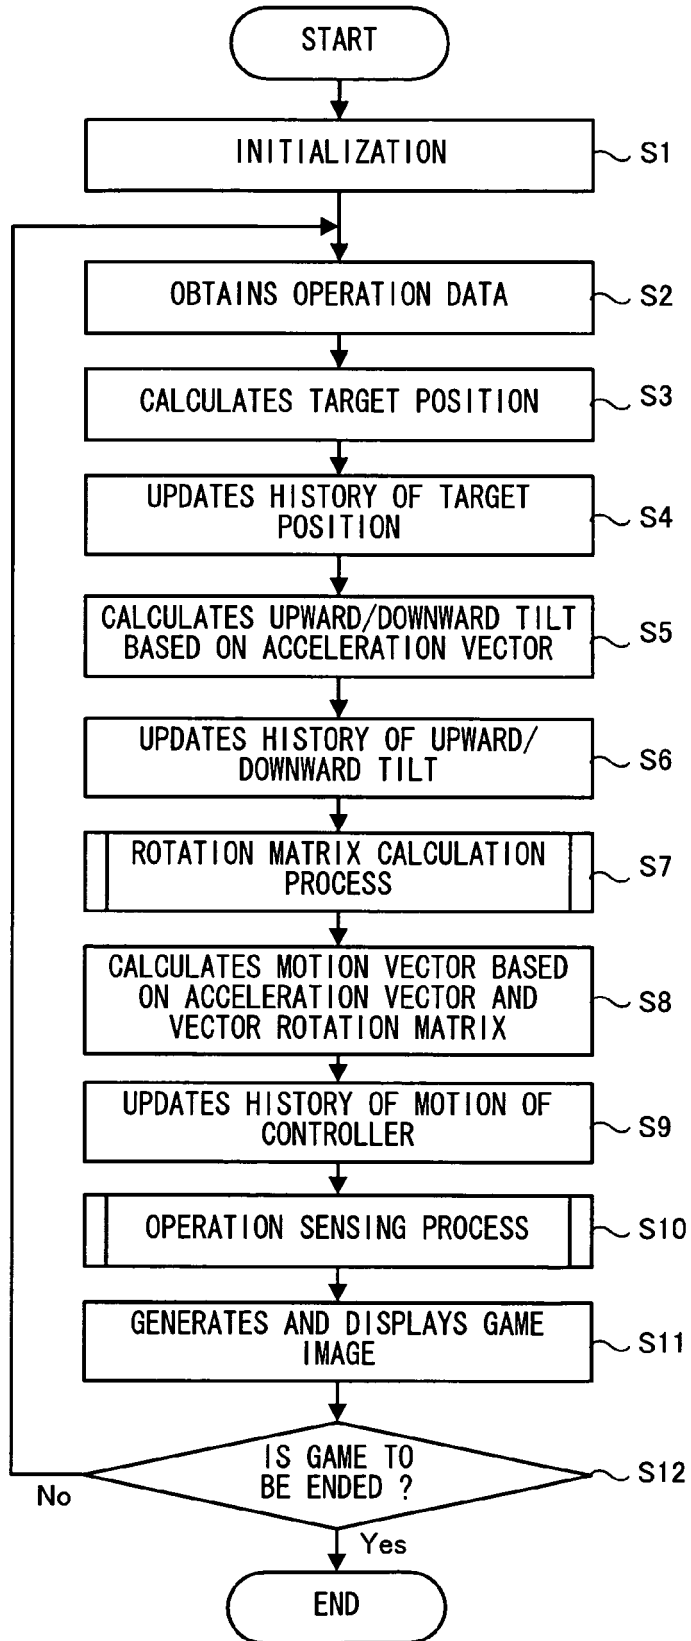 START
INITIALIZATION
S1
OBTAINS OPERATION DATA
S2
CALCULATES TARGET POSITION
S3
UPDATES HISTORY OF TARGET
POSITION
S4
CALCULATES UPWARD/DOWNWARD TILT
BASED ON ACCELERATION VECTOR
S5
UPDATES HISTORY OF UPWARD/
DOWNWARD TILT
S6
ROTATION MATRIX CALCULATION
PROCESS
S7
CALCULATES MOTION VECTOR BASED
ON ACCELERATION VECTOR AND
VECTOR ROTATION MATRIX
S8
UPDATES HISTORY OF MOTION OF
CONTROLLER
S9
OPERATION SENSING PROCESS
S10
GENERATES AND DISPLAYS GAME
IMAGE
S11
IS GAME TO
BE ENDED ?
S12
No
Yes
END